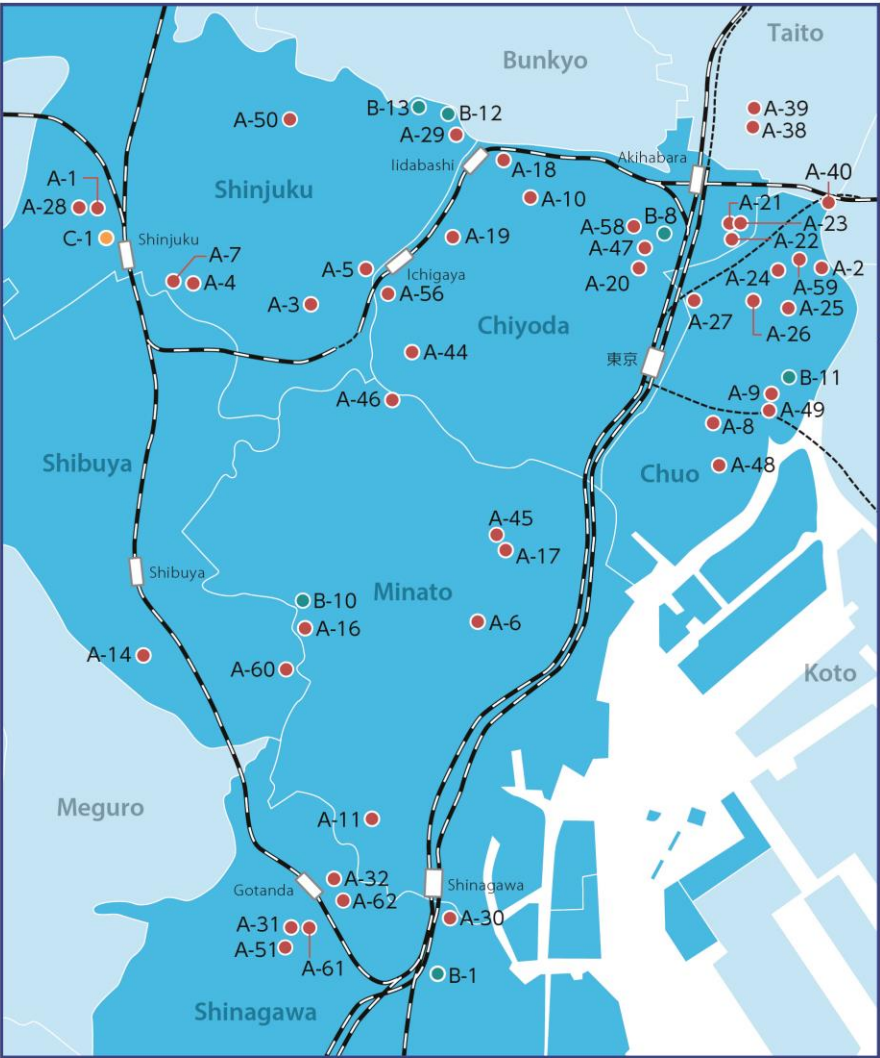 Taito
Bunkyo
B-13
B-12
A-39
A-38
A-50
A-29
Iidabashi
A-18
Akihabara
A-40
A-1
Shinjuku
A-28
A-10
A-21
A-23
A-58
B-8
C-1
Shinjuku
A-19
A-47
A-22
A-7
A-5
Ichigaya
A-20
A-24
A-2
A-4
A-59
A-56
A-3
A-27
A-25
A-26
Chiyoda
A-44
東京
B-11
A-46
A-9
A-49
A-8
Shibuya
A-48
Chuo
A-45
A-17
Shibuya
Minato
B-10
A-16
A-6
A-14
A-60
Koto
Meguro
A-11
A-32
Gotanda
Shinagawa
A-62
A-30
A-31
A-51
A-61
B-1
Shinagawa